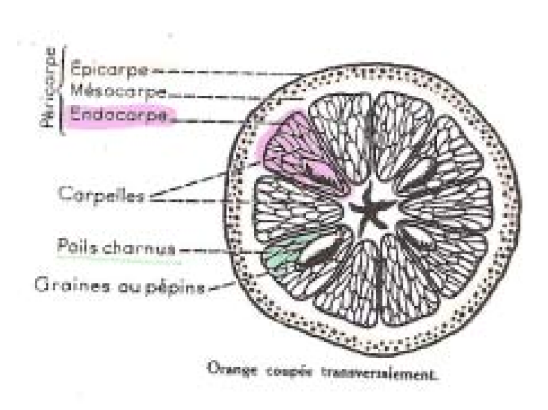 Péricarpe
Épicarpe
Mésocarpe
Endocarpe
Carpelles
Poils charnus
Graines ou pépins
Orange coupée transversalement.